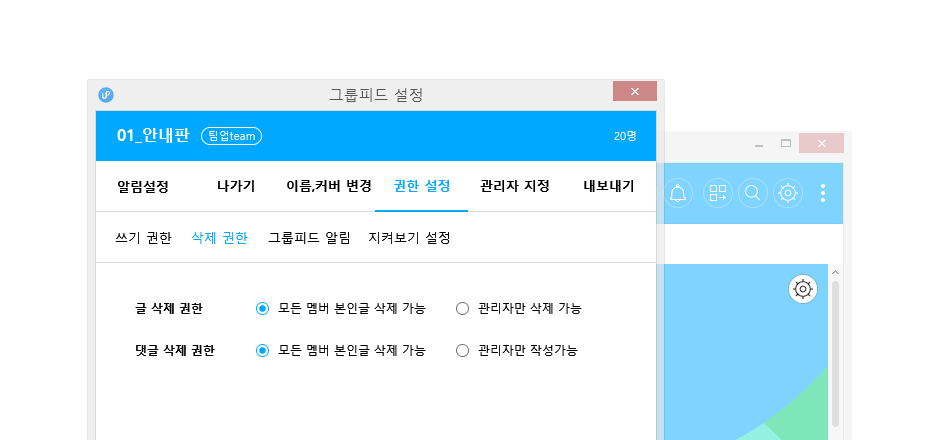 그룹피드 설정
01_안내판 팀업team 20명
알림설정 나가기 이름,커버 변경 권한 설정 관리자 지정 내보내기
쓰기 권한 삭제 권한 그룹피드 알림 지켜보기 설정
글 삭제 권한 모든 멤버 본인글 삭제 가능 관리자만 삭제 가능
댓글 삭제 권한 모든 멤버 본인글 삭제 가능 관리자만 작성가능